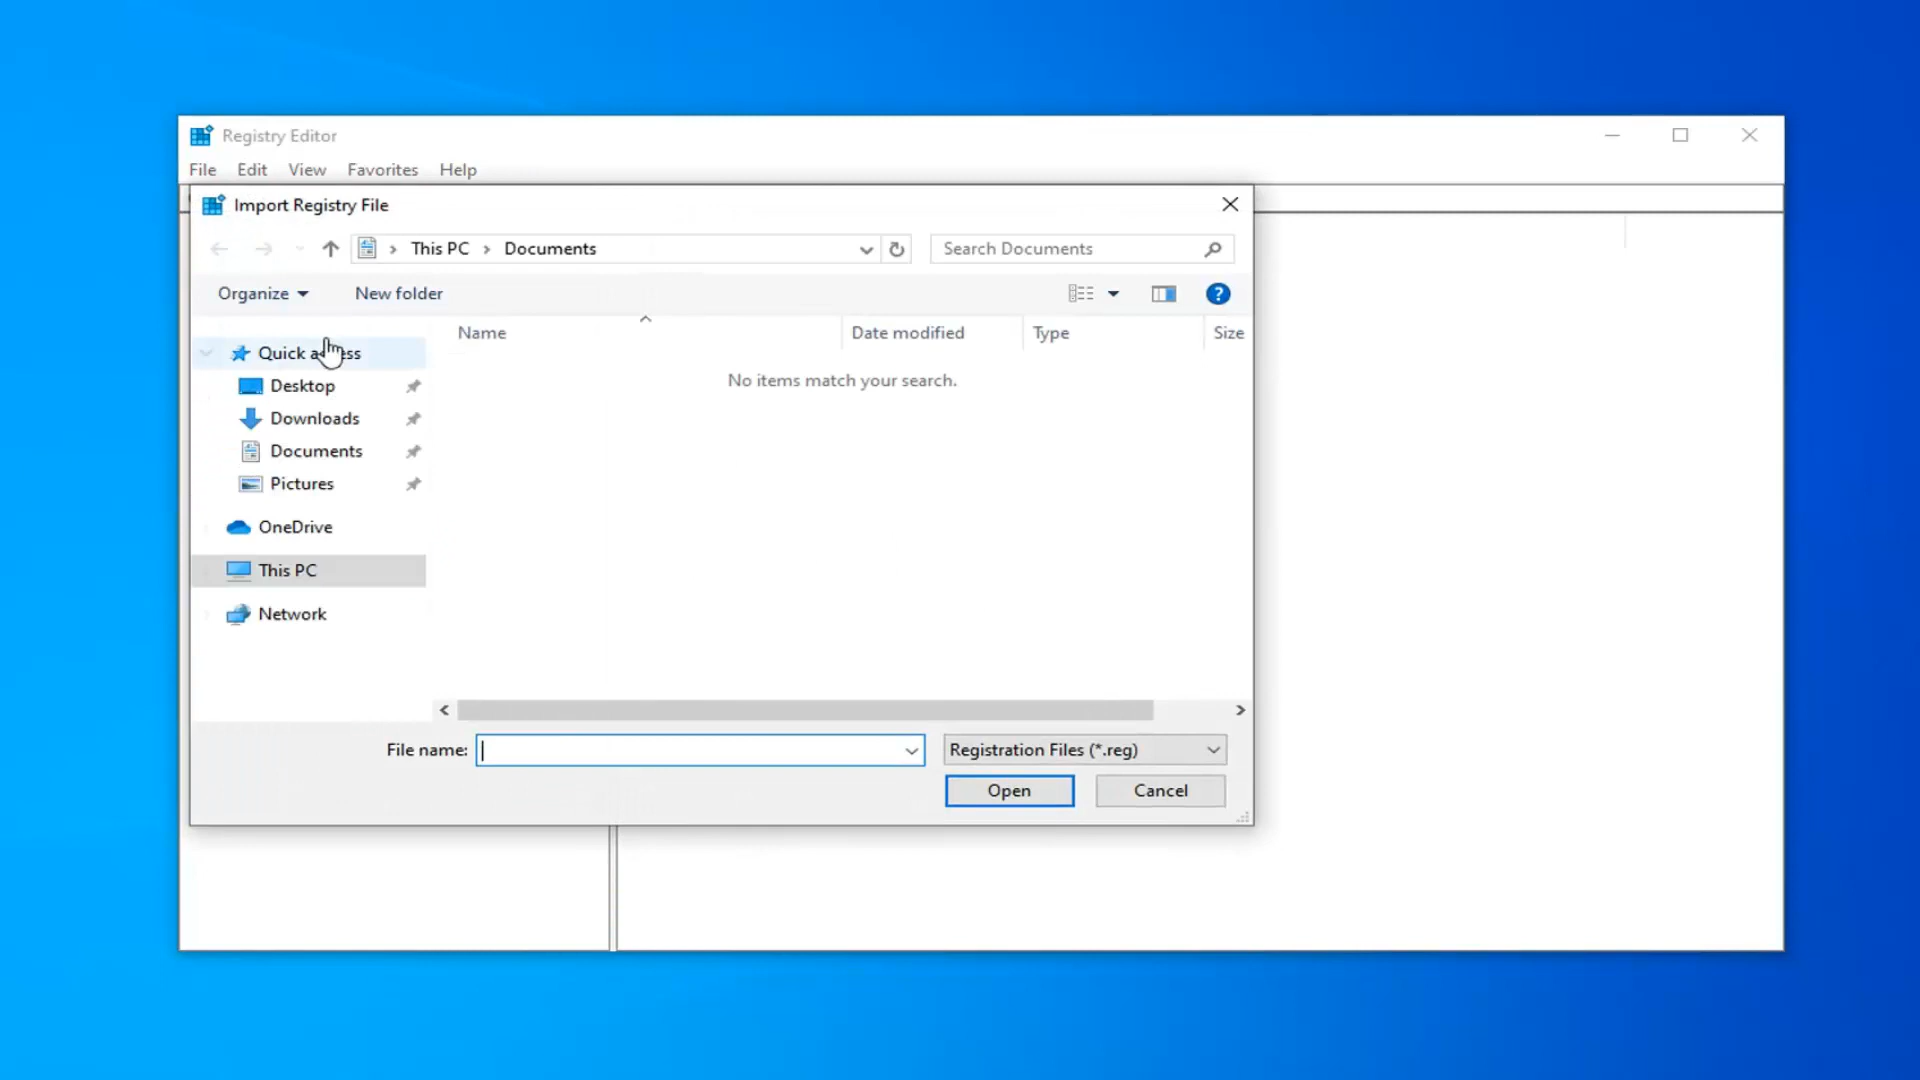 Registry Editor
File Edit View Favorites Help
Import Registry File
This PC > Documents
Search Documents
Organize New folder
Name Date modified Type Size
Quick access
No items match your search.
Desktop
Downloads
Documents
Pictures
OneDrive
This PC
Network
File name:
Registration Files (*.reg)
Open Cancel